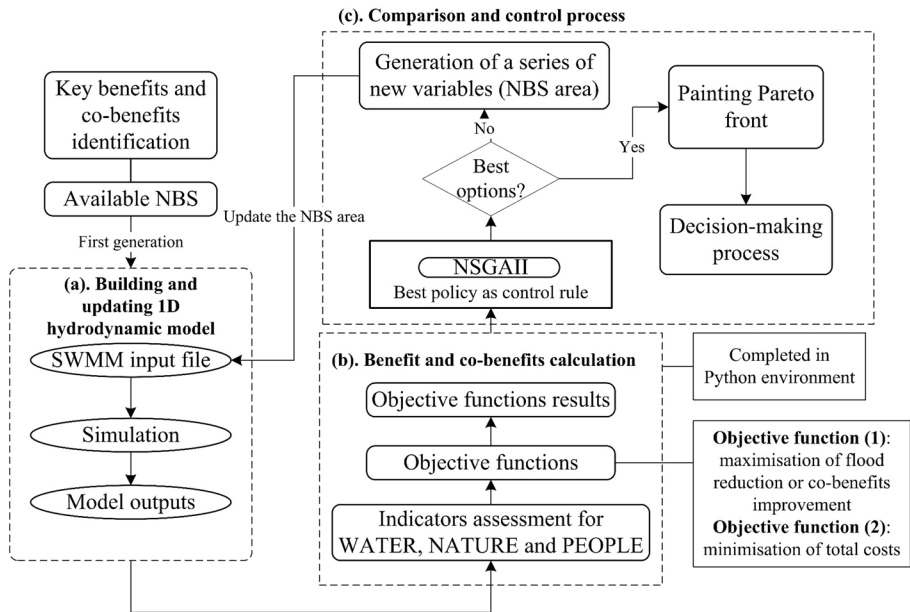 (c). Comparison and control process
Generation of a series of
new variables (NBS area)
Painting Pareto
front
Key benefits and
co-benefits
identification
No
Yes
Best
options?
Available NBS
Update the NBS area
Decision-making
process
First generation
NSGAII
Best policy as control rule
(a). Building and
updating 1D
hydrodynamic model
SWMM input file
Simulation
Model outputs
(b). Benefit and co-benefits calculation
Objective functions results
Objective functions
Indicators assessment for
WATER, NATURE and PEOPLE
Completed in
Python environment
Objective function (1):
maximisation of flood
reduction or co-benefits
improvement
Objective function (2):
minimisation of total costs